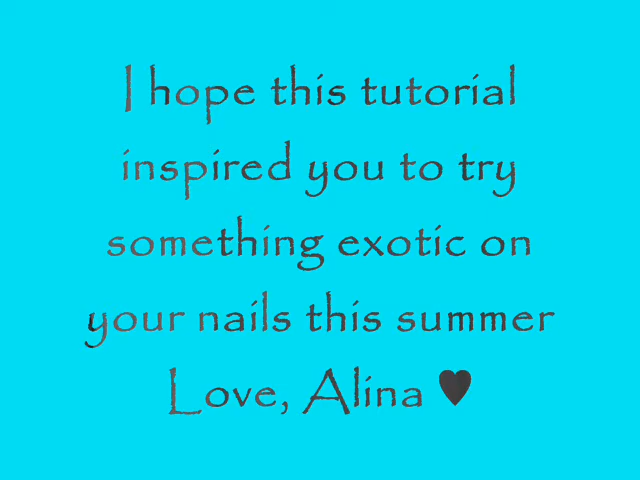 I hope this tutorial
inspired you to try
something exotic on
your nails this summer
Love, Alina ♥